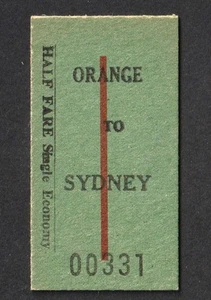 ORANGE
TO
SYDNEY
00331
HALF FARE Single Economy